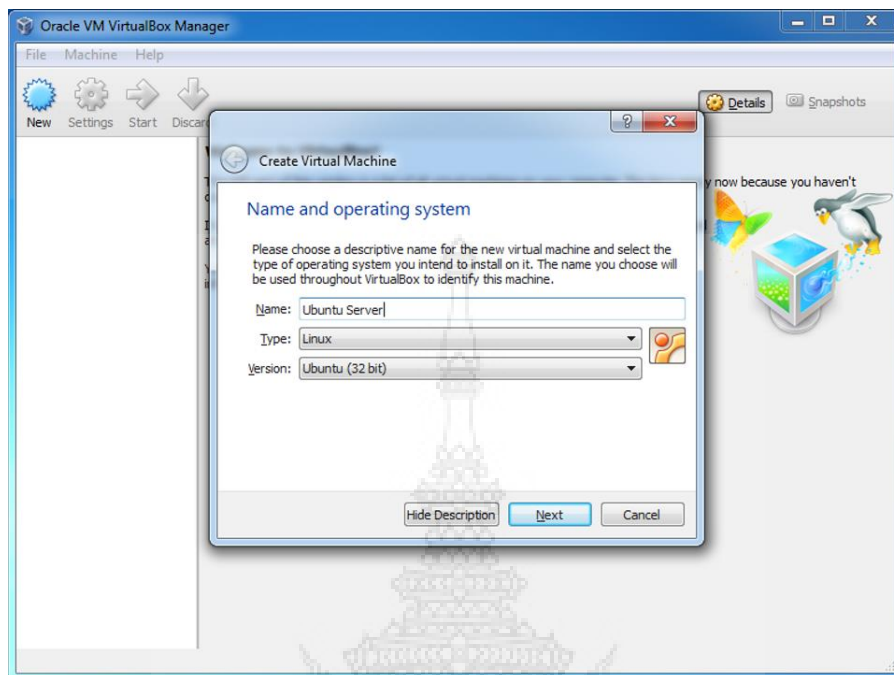 Oracle VM VirtualBox Manager
File Machine Help
New Settings Start Discar
Details Snapshots
Create Virtual Machine
y now because you haven't
Name and operating system
Please choose a descriptive name for the new virtual machine and select the
type of operating system you intend to install on it. The name you choose will
be used throughout VirtualBox to identify this machine.
Name: Ubuntu Server
Type: Linux
Version: Ubuntu (32 bit)
Hide Description Next Cancel